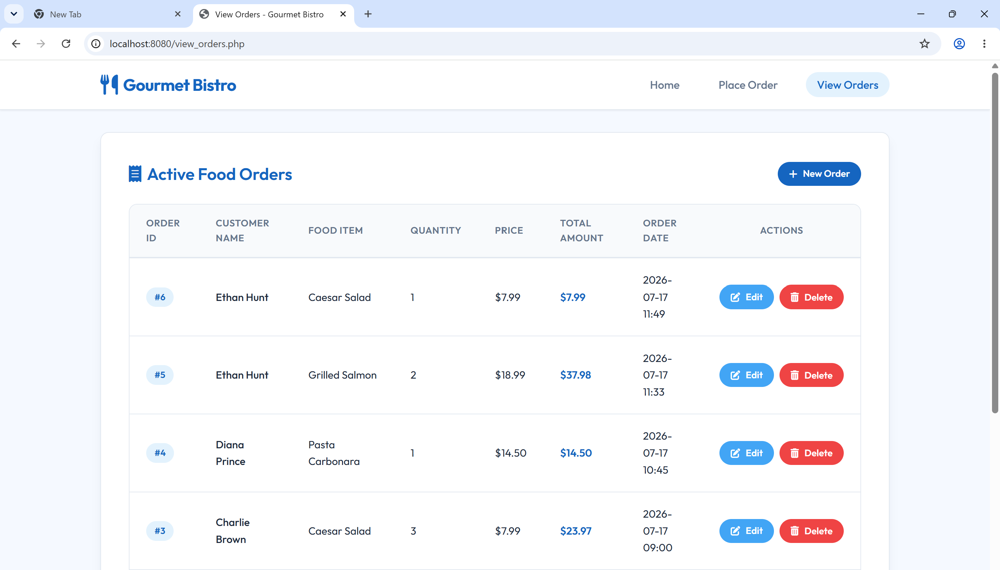 New Tab
View Orders - Gourmet Bistro
localhost:8080/view_orders.php
Gourmet Bistro
Home
Place Order
View Orders
Active Food Orders
New Order
ORDER ID
CUSTOMER NAME
FOOD ITEM
QUANTITY
PRICE
TOTAL AMOUNT
ORDER DATE
ACTIONS
#6
Ethan Hunt
Caesar Salad
1
$7.99
$7.99
2026-
07-17
11:49
Edit
Delete
#5
Ethan Hunt
Grilled Salmon
2
$18.99
$37.98
2026-
07-17
11:33
Edit
Delete
#4
Diana
Prince
Pasta
Carbonara
1
$14.50
$14.50
2026-
07-17
10:45
Edit
Delete
#3
Charlie
Brown
Caesar Salad
3
$7.99
$23.97
2026-
07-17
09:00
Edit
Delete